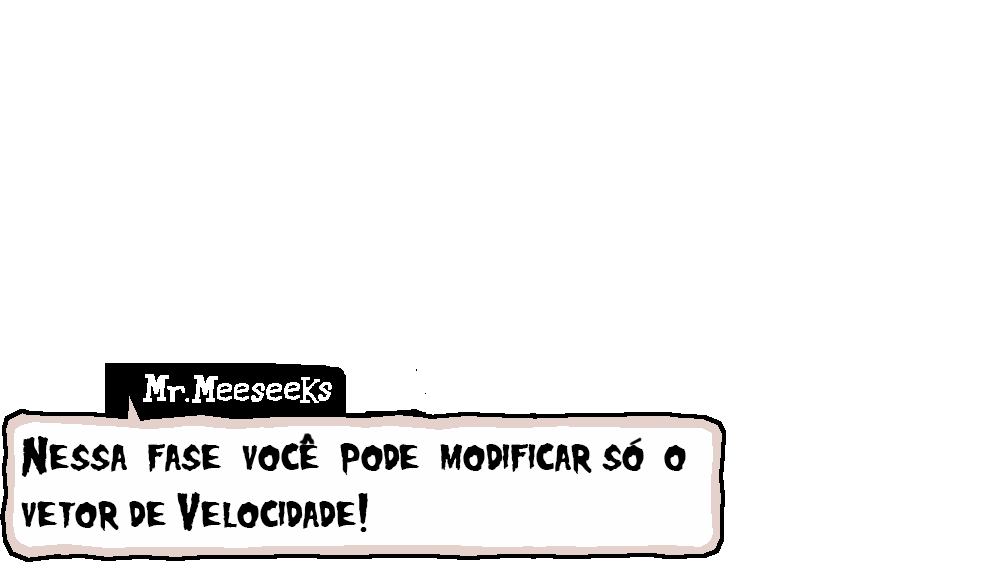 Mr.Meeseeks
Nessa fase você pode modificar só o
vetor de Velocidade!